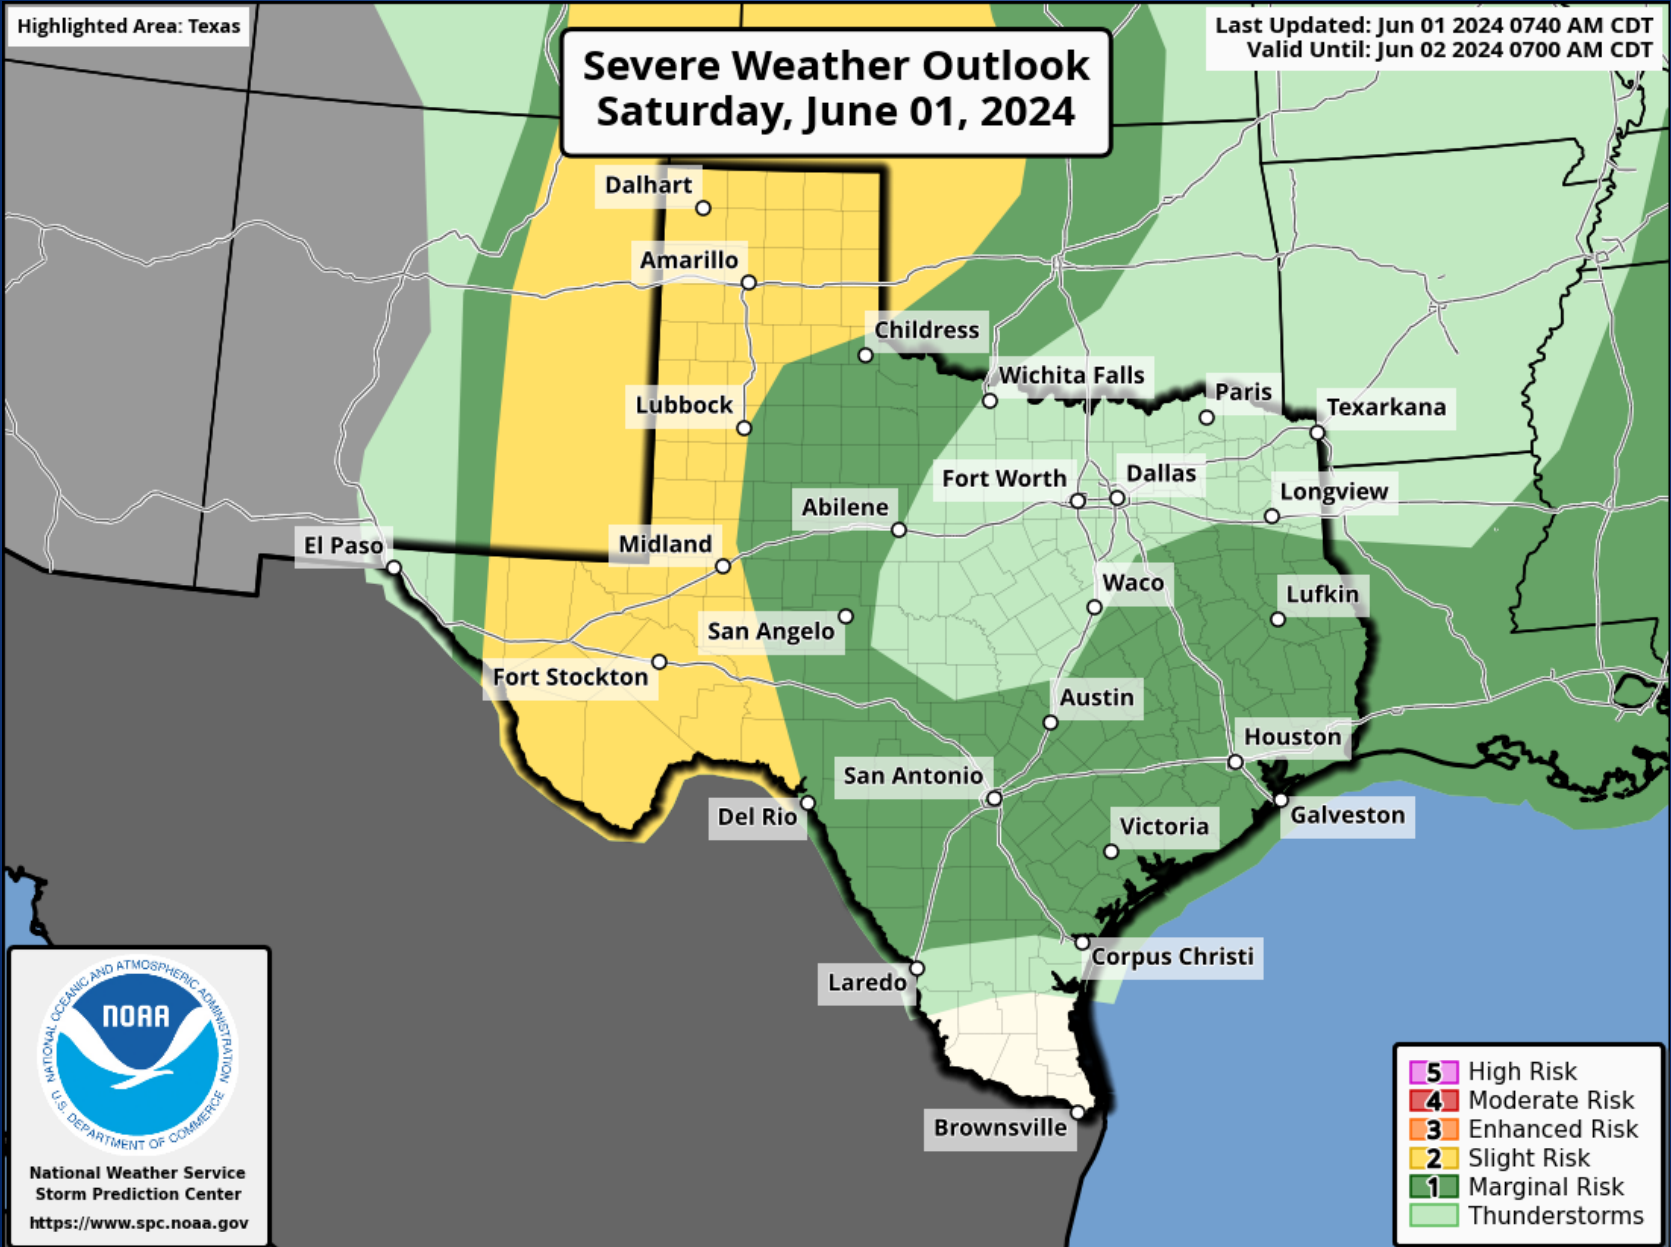 Highlighted Area: Texas
Severe Weather Outlook
Saturday, June 01, 2024
Last Updated: Jun 01 2024 0740 AM CDT
Valid Until: Jun 02 2024 0700 AM CDT
Dalhart
Amarillo
Childress
Wichita Falls
Paris
Texarkana
Lubbock
Fort Worth
Dallas
Longview
Abilene
El Paso
Midland
Waco
Lufkin
San Angelo
Fort Stockton
Austin
Houston
San Antonio
Del Rio
Galveston
Victoria
Corpus Christi
Laredo
Brownsville
NATIONAL OCEANIC AND ATMOSPHERIC ADMINISTRATION
NOAA
U.S. DEPARTMENT OF COMMERCE
National Weather Service
Storm Prediction Center
https://www.spc.noaa.gov
5 High Risk
4 Moderate Risk
3 Enhanced Risk
2 Slight Risk
1 Marginal Risk
Thunderstorms